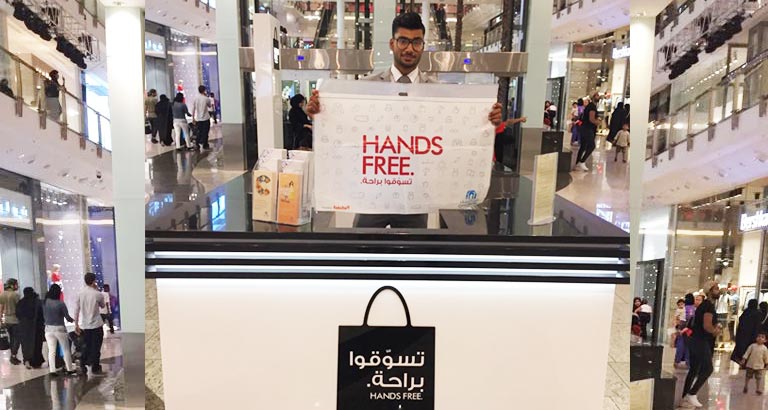 HANDS
FREE.
تسوّقوا براحة.
تسوّقوا
براحة.
HANDS FREE.